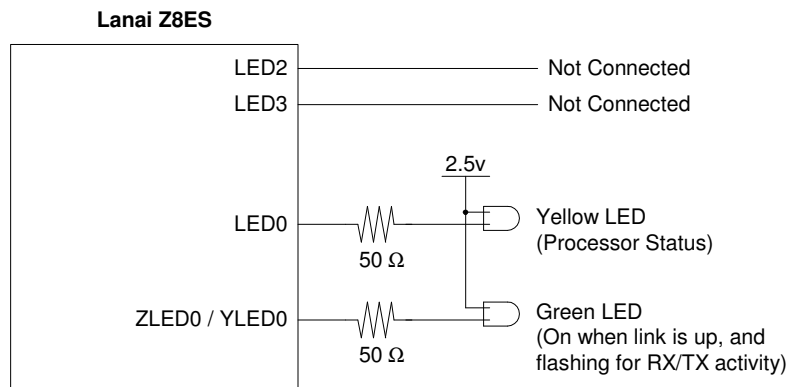 Lanai Z8ES
LED2
Not Connected
LED3
Not Connected
2.5v
LED0
50 Ω
Yellow LED
(Processor Status)
ZLED0 / YLED0
50 Ω
Green LED
(On when link is up, and
flashing for RX/TX activity)